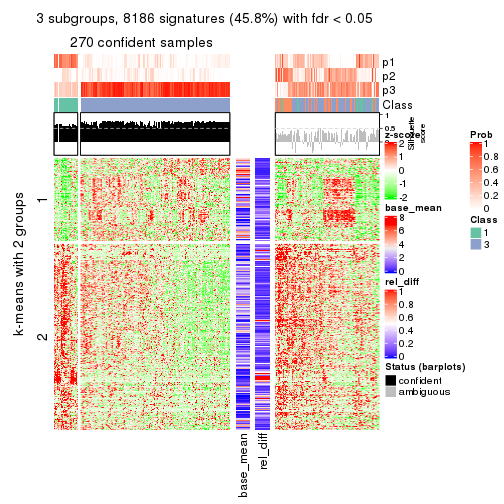 3 subgroups, 8186 signatures (45.8%) with fdr < 0.05
270 confident samples
p1
p2
p3
Class
1
0.5
0
Silhouette score
k-means with 2 groups
1
2
base_mean
rel_diff
z-score
2
1
0
-1
-2
base_mean
8
6
4
2
0
rel_diff
1
0.8
0.6
0.4
0.2
0
Status (barplots)
confident
ambiguous
Prob
1
0.8
0.6
0.4
0.2
0
Class
1
3